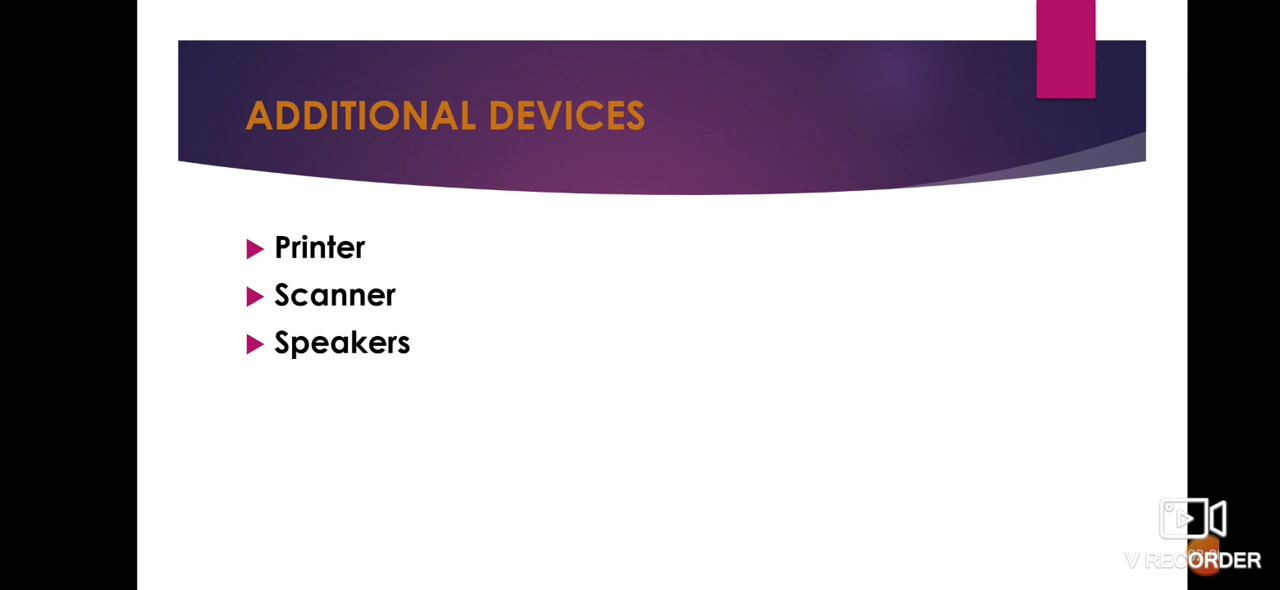 ADDITIONAL DEVICES
Printer
Scanner
Speakers
V RECORDER